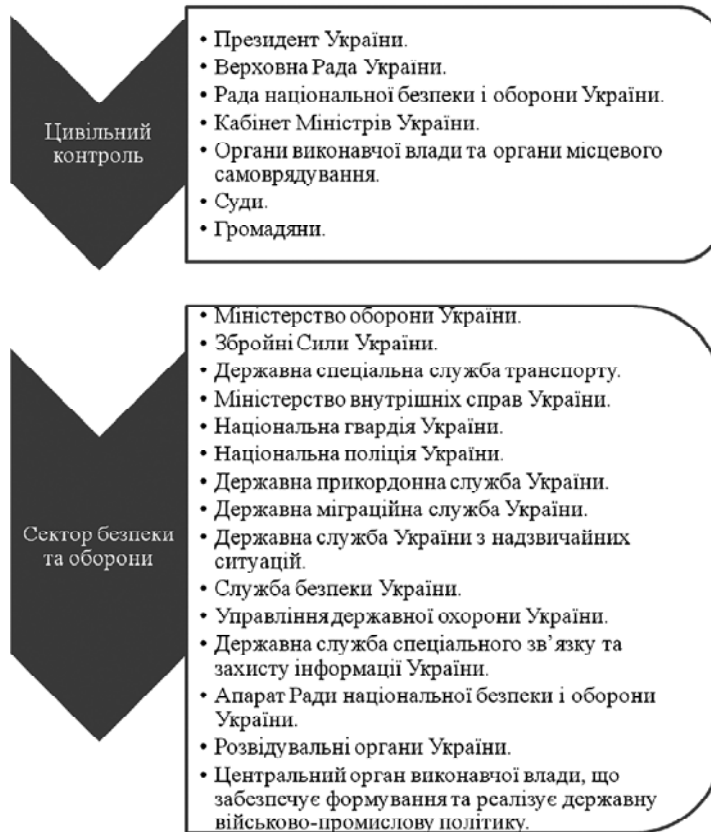 Цивільний
контроль
• Президент України.
• Верховна Рада України.
• Рада національної безпеки і оборони України.
• Кабінет Міністрів України.
• Органи виконавчої влади та органи місцевого
самоврядування.
• Суди.
• Громадяни.
Сектор безпеки
та оборони
• Міністерство оборони України.
• Збройні Сили України.
• Державна спеціальна служба транспорту.
• Міністерство внутрішніх справ України.
• Національна гвардія України.
• Національна поліція України.
• Державна прикордонна служба України.
• Державна міграційна служба України.
• Державна служба України з надзвичайних
ситуацій.
• Служба безпеки України.
• Управління державної охорони України.
• Державна служба спеціального зв’язку та
захисту інформації України.
• Апарат Ради національної безпеки і оборони
України.
• Розвідувальні органи України.
• Центральний орган виконавчої влади, що
забезпечує формування та реалізує державну
військово-промислову політику.